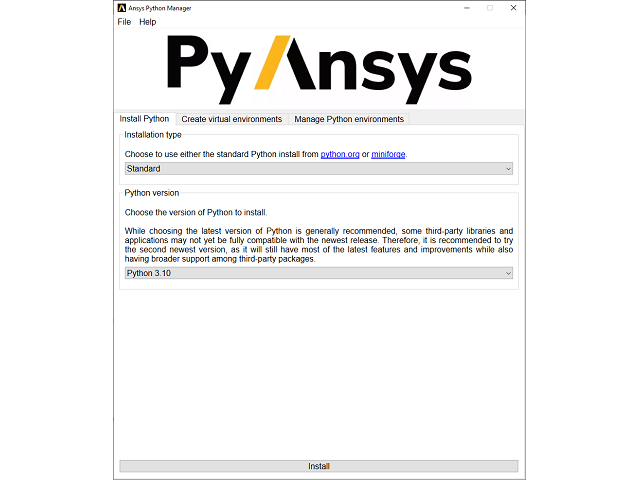 Ansys Python Manager
File Help
PyAnsys
Install Python Create virtual environments Manage Python environments
Installation type
Choose to use either the standard Python install from python.org or miniforge.
Standard
Python version
Choose the version of Python to install.
While choosing the latest version of Python is generally recommended, some third-party libraries and
applications may not yet be fully compatible with the newest release. Therefore, it is recommended to try
the second newest version, as it will still have most of the latest features and improvements while also
having broader support among third-party packages.
Python 3.10
Install